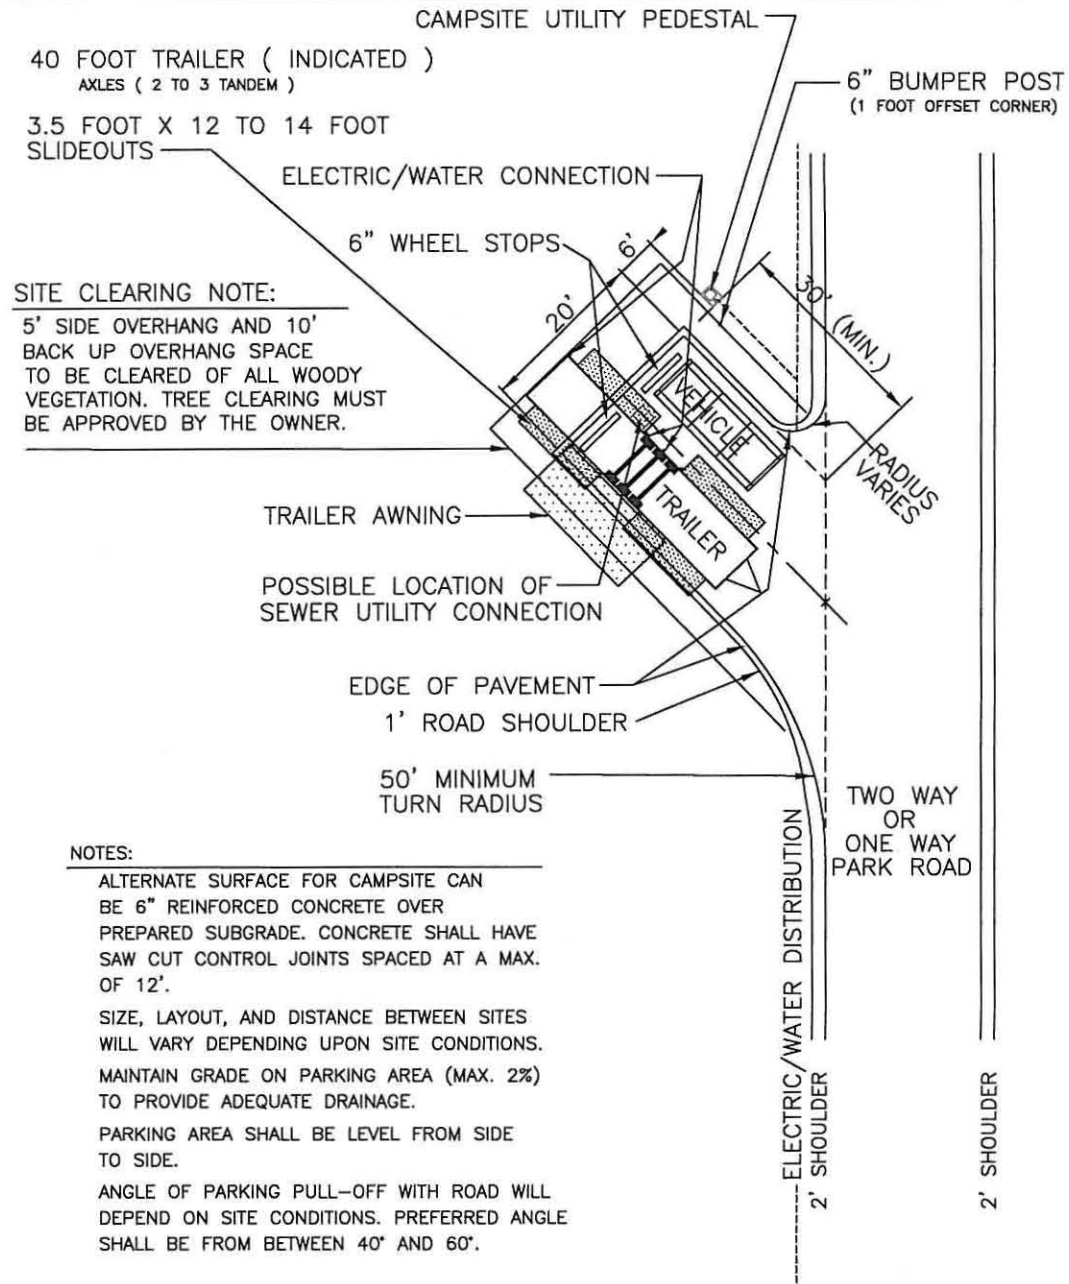 CAMPSITE UTILITY PEDESTAL
40 FOOT TRAILER ( INDICATED )
AXLES ( 2 TO 3 TANDEM )
6" BUMPER POST
(1 FOOT OFFSET CORNER)
3.5 FOOT X 12 TO 14 FOOT
SLIDEOUTS
ELECTRIC/WATER CONNECTION
6" WHEEL STOPS
6'
20'
30'
(MIN.)
SITE CLEARING NOTE:
5' SIDE OVERHANG AND 10'
BACK UP OVERHANG SPACE
TO BE CLEARED OF ALL WOODY
VEGETATION. TREE CLEARING MUST
BE APPROVED BY THE OWNER.
VEHICLE
RADIUS
VARIES
TRAILER AWNING
TRAILER
POSSIBLE LOCATION OF
SEWER UTILITY CONNECTION
EDGE OF PAVEMENT
1' ROAD SHOULDER
50' MINIMUM
TURN RADIUS
TWO WAY
OR
ONE WAY
PARK ROAD
ELECTRIC/WATER DISTRIBUTION
2' SHOULDER
2' SHOULDER
NOTES:
ALTERNATE SURFACE FOR CAMPSITE CAN
BE 6" REINFORCED CONCRETE OVER
PREPARED SUBGRADE. CONCRETE SHALL HAVE
SAW CUT CONTROL JOINTS SPACED AT A MAX.
OF 12'.
SIZE, LAYOUT, AND DISTANCE BETWEEN SITES
WILL VARY DEPENDING UPON SITE CONDITIONS.
MAINTAIN GRADE ON PARKING AREA (MAX. 2%)
TO PROVIDE ADEQUATE DRAINAGE.
PARKING AREA SHALL BE LEVEL FROM SIDE
TO SIDE.
ANGLE OF PARKING PULL-OFF WITH ROAD WILL
DEPEND ON SITE CONDITIONS. PREFERRED ANGLE
SHALL BE FROM BETWEEN 40° AND 60°.